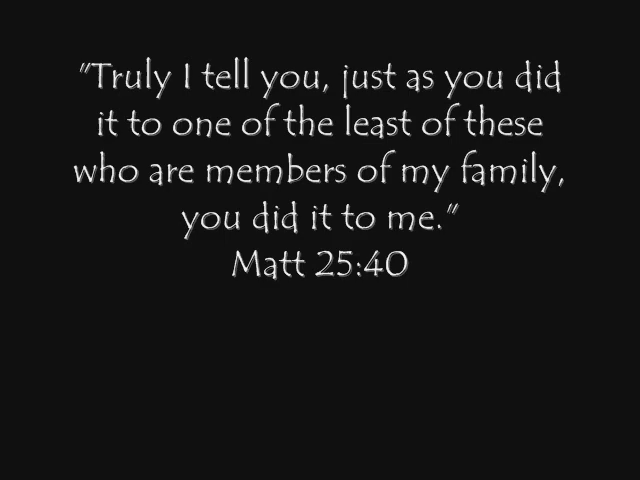 "Truly I tell you, just as you did
it to one of the least of these
who are members of my family,
you did it to me."
Matt 25:40